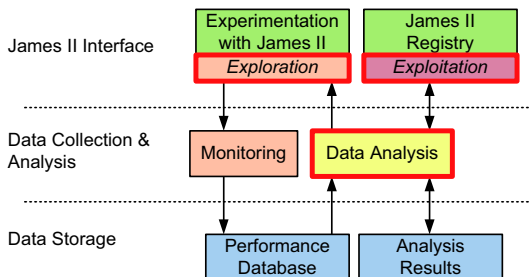 James II Interface
Experimentation
with James II
Exploration
James II
Registry
Exploitation
Data Collection &
Analysis
Monitoring
Data Analysis
Data Storage
Performance
Database
Analysis
Results